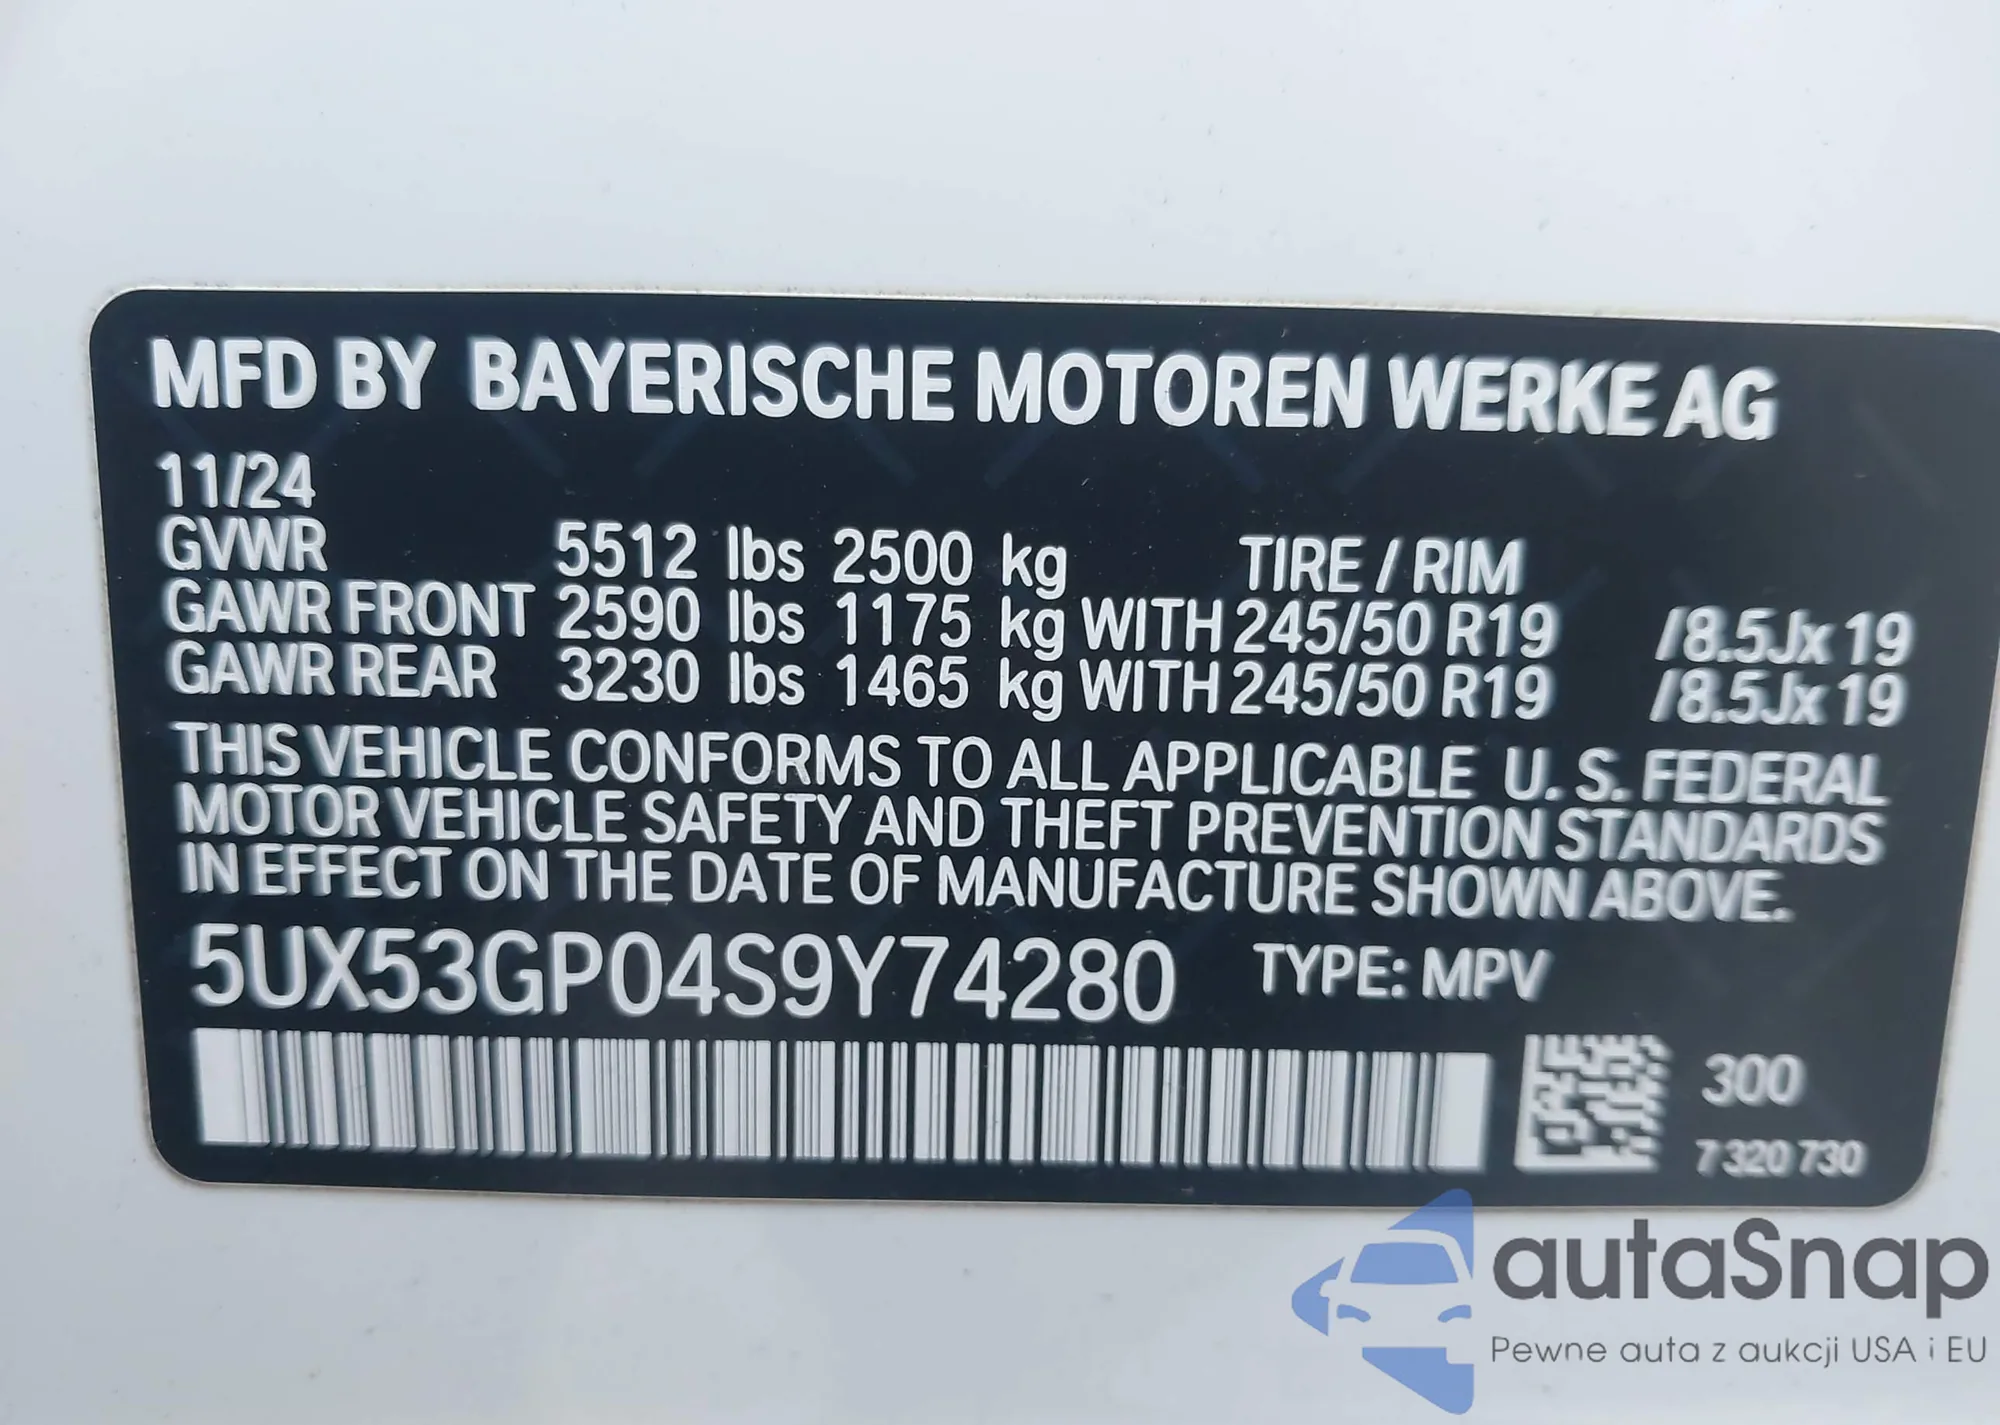 MFD BY BAYERISCHE MOTOREN WERKE AG
11/24
GVWR 5512 lbs 2500 kg TIRE / RIM
GAWR FRONT 2590 lbs 1175 kg WITH 245/50 R19 /8.5Jx 19
GAWR REAR 3230 lbs 1465 kg WITH 245/50 R19 /8.5Jx 19
THIS VEHICLE CONFORMS TO ALL APPLICABLE U. S. FEDERAL
MOTOR VEHICLE SAFETY AND THEFT PREVENTION STANDARDS
IN EFFECT ON THE DATE OF MANUFACTURE SHOWN ABOVE.
5UX53GP04S9Y74280 TYPE: MPV
300
7 320 730
autaSnap
Pewne auta z aukcji USA i EU